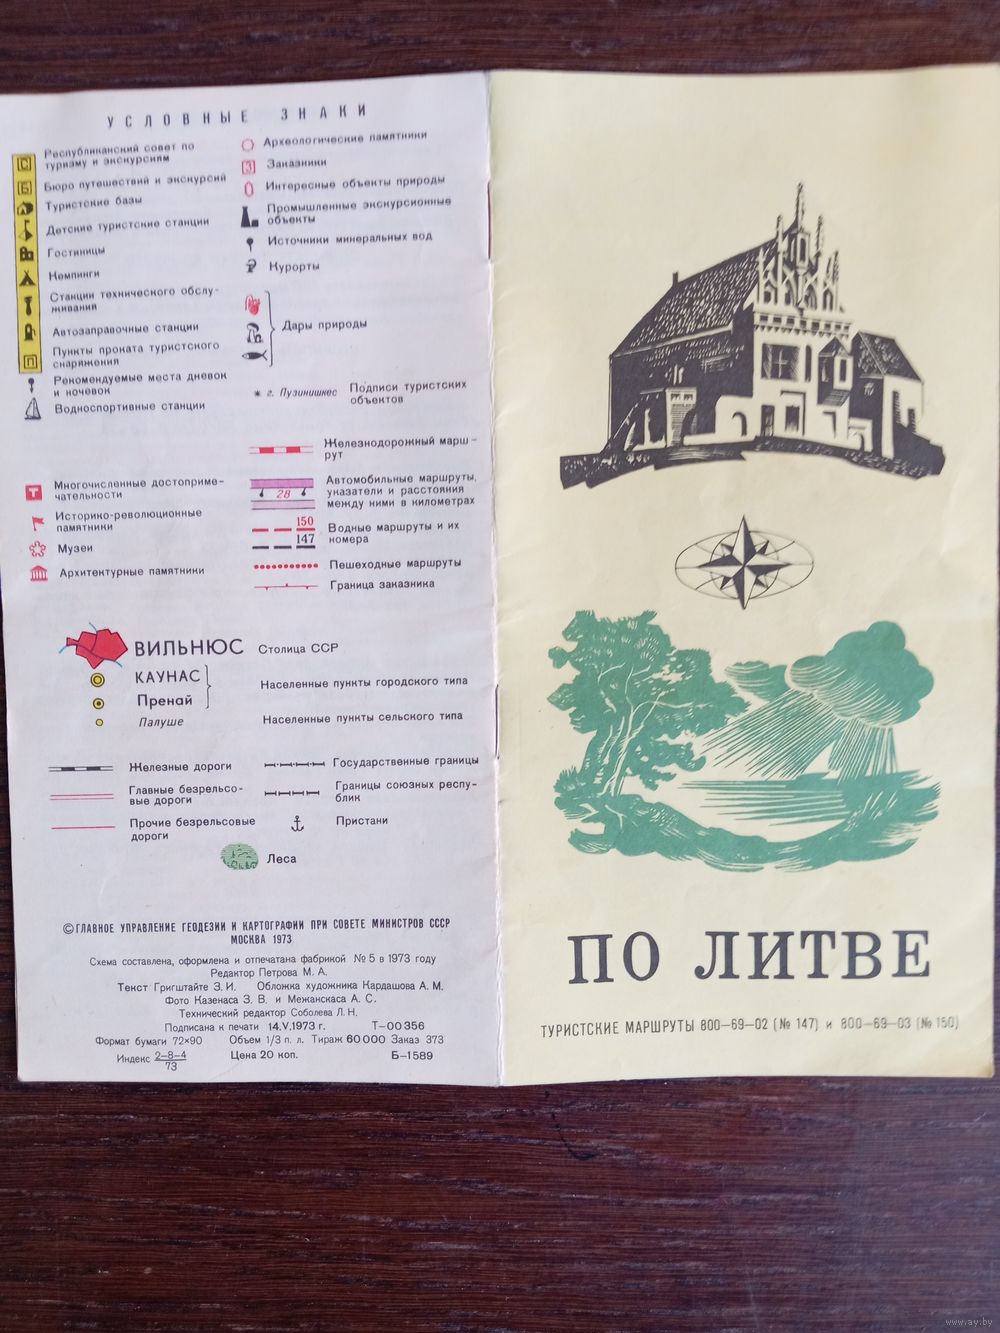 УСЛОВНЫЕ ЗНАКИ
С
Республиканский совет по
туризму и экскурсиям
Б
Бюро путешествий и экскурсий
Туристские базы
Детские туристские станции
Гостиницы
Кемпинги
Станции технического обслу-
живания
Автозаправочные станции
П
Пункты проката туристского
снаряжения
Рекомендуемые места дневок
и ночевок
Водноспортивные станции
Т
Многочисленные достоприме-
чательности
Историко-революционные
памятники
Музеи
Архитектурные памятники
Археологические памятники
З
Заказники
Интересные объекты природы
Промышленные экскурсионные
объекты
Источники минеральных вод
Курорты
Дары природы
г. Пузинишкес
Подписи туристских
объектов
Железнодорожный марш-
рут
28
Автомобильные маршруты,
указатели и расстояния
между ними в километрах
150
147
Водные маршруты и их
номера
Пешеходные маршруты
Граница заказника
ВИЛЬНЮС Столица ССР
КАУНАС
Пренай
Населенные пункты городского типа
Палуше
Населенные пункты сельского типа
Железные дороги
Главные безрельсо-
вые дороги
Прочие безрельсовые
дороги
Государственные границы
Границы союзных респу-
блик
Пристани
Леса
© ГЛАВНОЕ УПРАВЛЕНИЕ ГЕОДЕЗИИ И КАРТОГРАФИИ ПРИ СОВЕТЕ МИНИСТРОВ СССР
МОСКВА 1973
Схема составлена, оформлена и отпечатана фабрикой №5 в 1973 году
Редактор Петрова М. А.
Текст Григштайте З. И. Обложка художника Кардашова А. М.
Фото Казенаса З. В. и Межанскаса А. С.
Технический редактор Соболева Л. Н.
Подписана к печати 14.V.1973 г. Т—00356
Формат бумаги 72×90 Объем 1/3 п. л. Тираж 60000 Заказ 373
Индекс 2—8—4/73 Цена 20 коп. Б—1589
ПО ЛИТВЕ
ТУРИСТСКИЕ МАРШРУТЫ 800—69—02 (№ 147) и 800—69—03 (№ 150)
www.ay.by